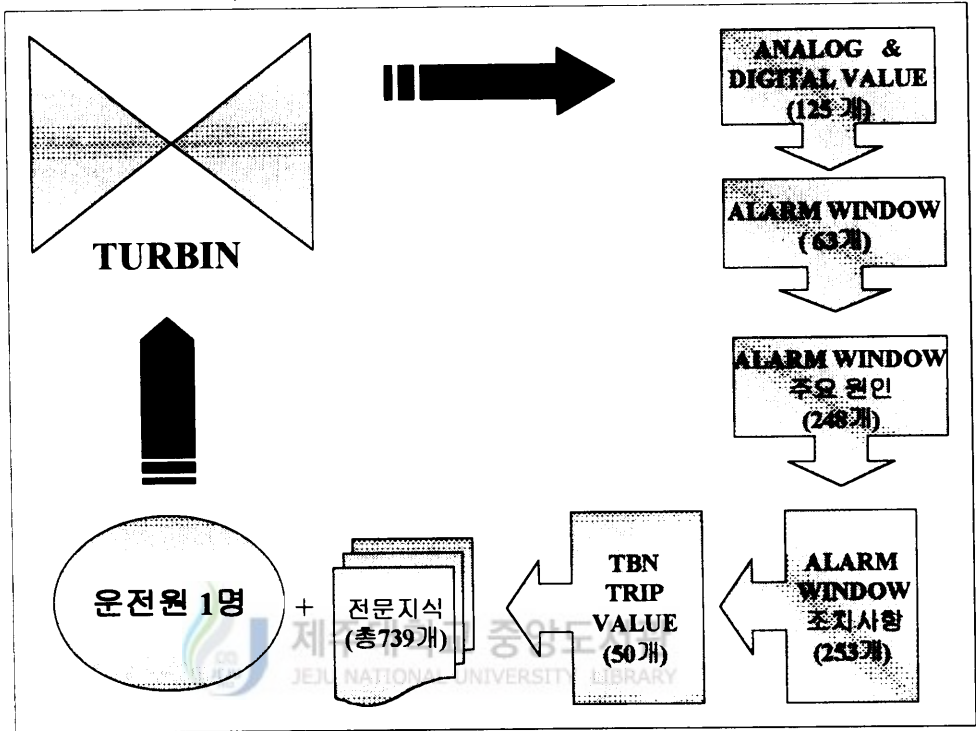 TURBIN
ANALOG &
DIGITAL VALUE
(125 개)
ALARM WINDOW
( 63개)
ALARM WINDOW
주요 원인
(248개)
ALARM
WINDOW
조치사항
(253개)
TBN
TRIP
VALUE
(50개)
전문지식
(총739개)
+
운전원 1명
제주대학교 중앙도서관
JEJU NATIONAL UNIVERSITY LIBRARY